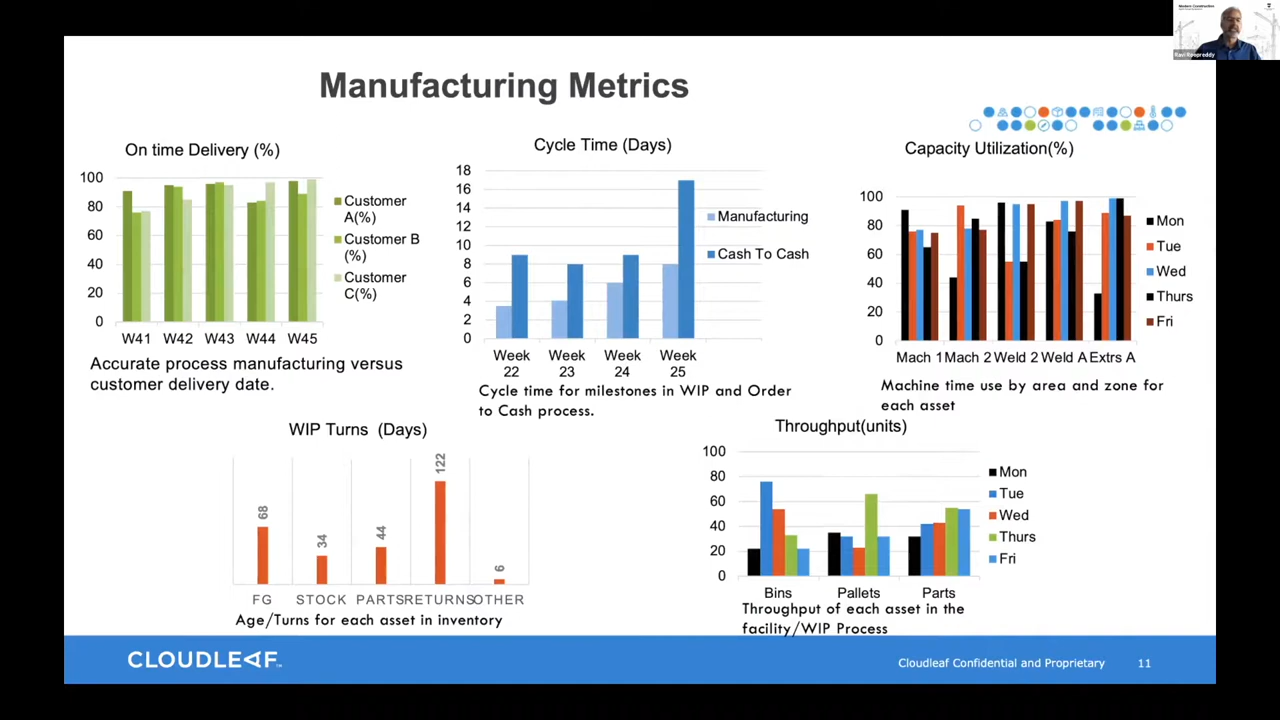 Modern Construction
Ravi Roopreddy
Manufacturing Metrics
On time Delivery (%)
100
80
60
40
20
0
W41 W42 W43 W44 W45
Customer
A(%)
Customer B
(%)
Customer
C(%)
Accurate process manufacturing versus
customer delivery date.
Cycle Time (Days)
18
16
14
12
10
8
6
4
2
0
Week
22
Week
23
Week
24
Week
25
Manufacturing
Cash To Cash
Cycle time for milestones in WIP and Order
to Cash process.
Capacity Utilization(%)
100
80
60
40
20
0
Mach 1 Mach 2 Weld 2 Weld A Extrs A
Mon
Tue
Wed
Thurs
Fri
Machine time use by area and zone for
each asset
WIP Turns (Days)
68
34
44
122
6
FG STOCK PARTS RETURNS OTHER
Age/Turns for each asset in inventory
Throughput(units)
100
80
60
40
20
0
Bins Pallets Parts
Mon
Tue
Wed
Thurs
Fri
Throughput of each asset in the
facility/WIP Process
CLOUDLEAF™
Cloudleaf Confidential and Proprietary 11